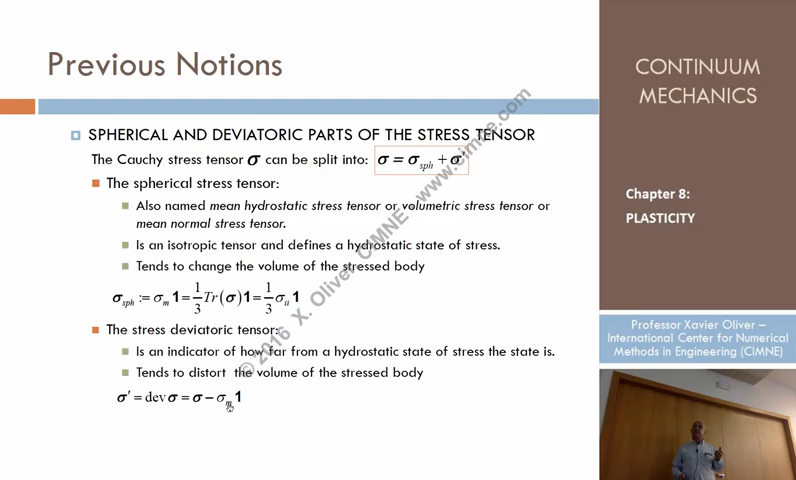 Previous Notions
SPHERICAL AND DEVIATORIC PARTS OF THE STRESS TENSOR
The Cauchy stress tensor σ can be split into: σ = σ_sph + σ′
The spherical stress tensor:
Also named mean hydrostatic stress tensor or volumetric stress tensor or
mean normal stress tensor.
Is an isotropic tensor and defines a hydrostatic state of stress.
Tends to change the volume of the stressed body
σ_sph := σ_m 1 = 1/3 Tr(σ)1 = 1/3 σ_ii 1
The stress deviatoric tensor:
Is an indicator of how far from a hydrostatic state of stress the state is.
Tends to distort the volume of the stressed body
σ′ = dev σ = σ − σ_m 1
© 2016 X. Oliver, CIMNE - www.cimne.com
CONTINUUM
MECHANICS
Chapter 8:
PLASTICITY
Professor Xavier Oliver –
International Center for Numerical
Methods in Engineering (CIMNE)